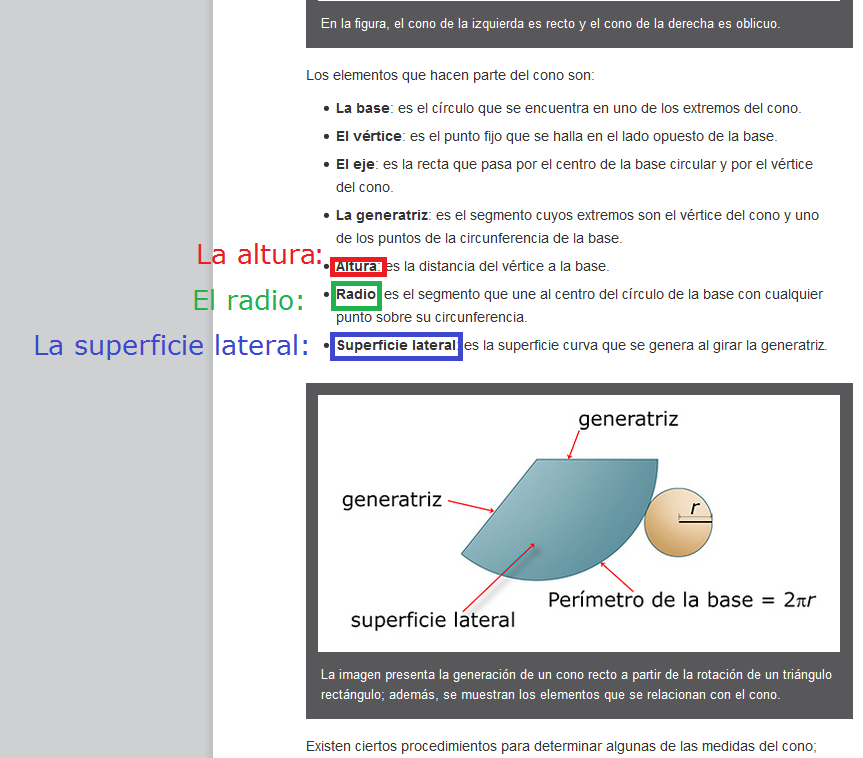 En la figura, el cono de la izquierda es recto y el cono de la derecha es oblicuo.
Los elementos que hacen parte del cono son:
• La base: es el círculo que se encuentra en uno de los extremos del cono.
• El vértice: es el punto fijo que se halla en el lado opuesto de la base.
• El eje: es la recta que pasa por el centro de la base circular y por el vértice
del cono.
• La generatriz: es el segmento cuyos extremos son el vértice del cono y uno
de los puntos de la circunferencia de la base.
La altura:
• Altura: es la distancia del vértice a la base.
El radio:
• Radio es el segmento que une al centro del círculo de la base con cualquier
punto sobre su circunferencia.
La superficie lateral:
• Superficie lateral: es la superficie curva que se genera al girar la generatriz.
generatriz
generatriz
r
Perímetro de la base = 2πr
superficie lateral
La imagen presenta la generación de un cono recto a partir de la rotación de un triángulo
rectángulo; además, se muestran los elementos que se relacionan con el cono.
Existen ciertos procedimientos para determinar algunas de las medidas del cono;